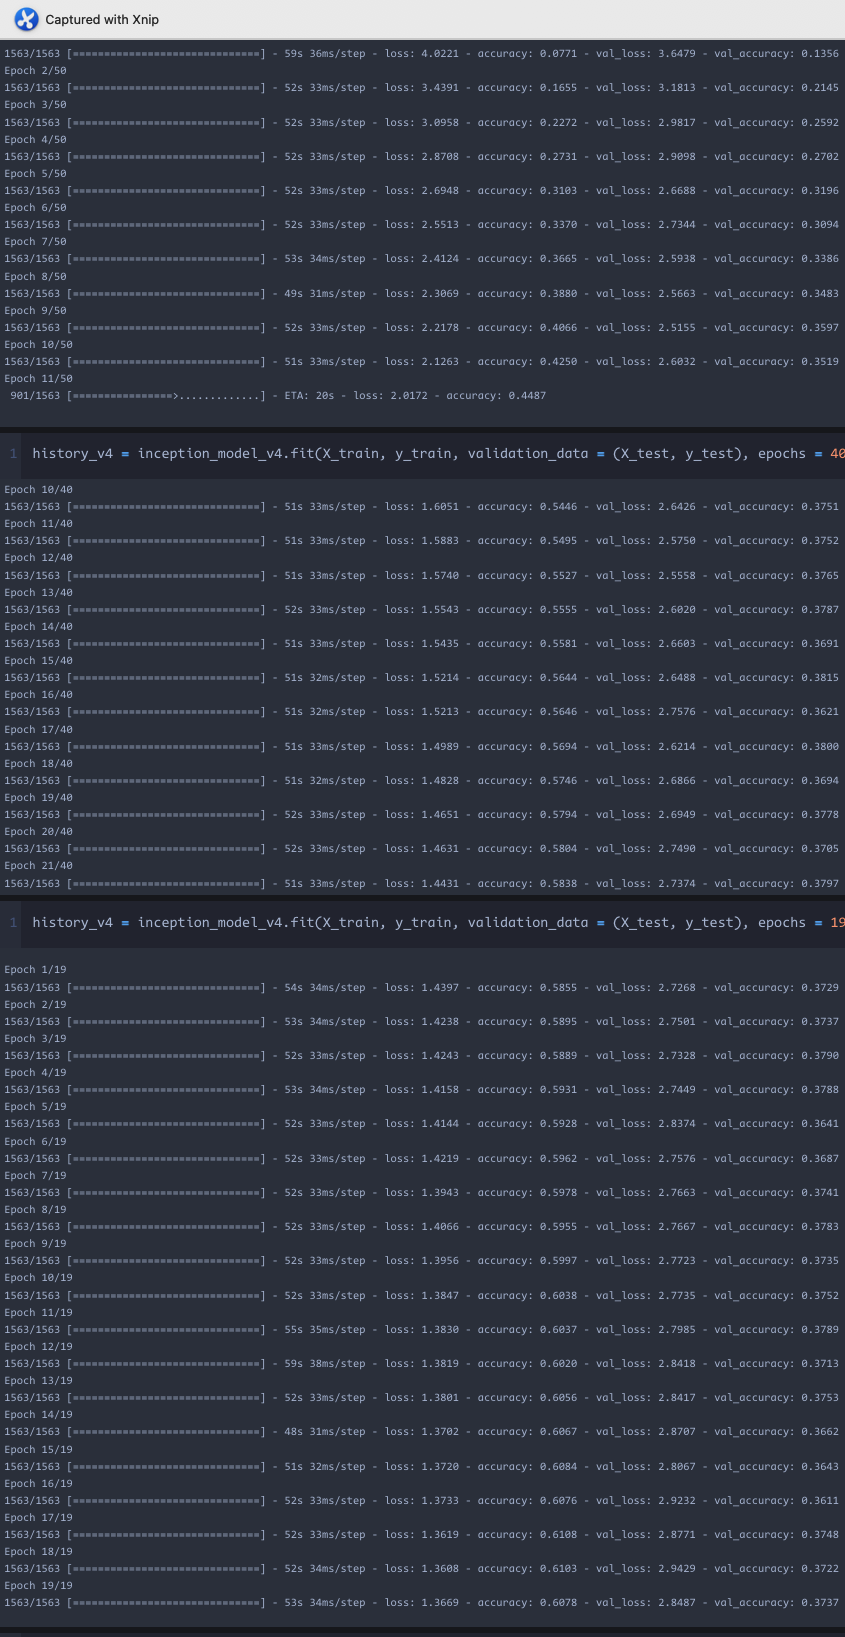 Captured with Xnip
1563/1563 [==============================] - 59s 36ms/step - loss: 4.0221 - accuracy: 0.0771 - val_loss: 3.6479 - val_accuracy: 0.1356
Epoch 2/50
1563/1563 [==============================] - 52s 33ms/step - loss: 3.4391 - accuracy: 0.1655 - val_loss: 3.1813 - val_accuracy: 0.2145
Epoch 3/50
1563/1563 [==============================] - 52s 33ms/step - loss: 3.0958 - accuracy: 0.2272 - val_loss: 2.9817 - val_accuracy: 0.2592
Epoch 4/50
1563/1563 [==============================] - 52s 33ms/step - loss: 2.8708 - accuracy: 0.2731 - val_loss: 2.9098 - val_accuracy: 0.2702
Epoch 5/50
1563/1563 [==============================] - 52s 33ms/step - loss: 2.6948 - accuracy: 0.3103 - val_loss: 2.6688 - val_accuracy: 0.3196
Epoch 6/50
1563/1563 [==============================] - 52s 33ms/step - loss: 2.5513 - accuracy: 0.3370 - val_loss: 2.7344 - val_accuracy: 0.3094
Epoch 7/50
1563/1563 [==============================] - 53s 34ms/step - loss: 2.4124 - accuracy: 0.3665 - val_loss: 2.5938 - val_accuracy: 0.3386
Epoch 8/50
1563/1563 [==============================] - 49s 31ms/step - loss: 2.3069 - accuracy: 0.3880 - val_loss: 2.5663 - val_accuracy: 0.3483
Epoch 9/50
1563/1563 [==============================] - 52s 33ms/step - loss: 2.2178 - accuracy: 0.4066 - val_loss: 2.5155 - val_accuracy: 0.3597
Epoch 10/50
1563/1563 [==============================] - 51s 33ms/step - loss: 2.1263 - accuracy: 0.4250 - val_loss: 2.6032 - val_accuracy: 0.3519
Epoch 11/50
901/1563 [================>.............] - ETA: 20s - loss: 2.0172 - accuracy: 0.4487
1 history_v4 = inception_model_v4.fit(X_train, y_train, validation_data = (X_test, y_test), epochs = 40
Epoch 10/40
1563/1563 [==============================] - 51s 33ms/step - loss: 1.6051 - accuracy: 0.5446 - val_loss: 2.6426 - val_accuracy: 0.3751
Epoch 11/40
1563/1563 [==============================] - 51s 33ms/step - loss: 1.5883 - accuracy: 0.5495 - val_loss: 2.5750 - val_accuracy: 0.3752
Epoch 12/40
1563/1563 [==============================] - 51s 33ms/step - loss: 1.5740 - accuracy: 0.5527 - val_loss: 2.5558 - val_accuracy: 0.3765
Epoch 13/40
1563/1563 [==============================] - 52s 33ms/step - loss: 1.5543 - accuracy: 0.5555 - val_loss: 2.6020 - val_accuracy: 0.3787
Epoch 14/40
1563/1563 [==============================] - 51s 33ms/step - loss: 1.5435 - accuracy: 0.5581 - val_loss: 2.6603 - val_accuracy: 0.3691
Epoch 15/40
1563/1563 [==============================] - 51s 32ms/step - loss: 1.5214 - accuracy: 0.5644 - val_loss: 2.6488 - val_accuracy: 0.3815
Epoch 16/40
1563/1563 [==============================] - 51s 32ms/step - loss: 1.5213 - accuracy: 0.5646 - val_loss: 2.7576 - val_accuracy: 0.3621
Epoch 17/40
1563/1563 [==============================] - 51s 33ms/step - loss: 1.4989 - accuracy: 0.5694 - val_loss: 2.6214 - val_accuracy: 0.3800
Epoch 18/40
1563/1563 [==============================] - 51s 32ms/step - loss: 1.4828 - accuracy: 0.5746 - val_loss: 2.6866 - val_accuracy: 0.3694
Epoch 19/40
1563/1563 [==============================] - 52s 33ms/step - loss: 1.4651 - accuracy: 0.5794 - val_loss: 2.6949 - val_accuracy: 0.3778
Epoch 20/40
1563/1563 [==============================] - 52s 33ms/step - loss: 1.4631 - accuracy: 0.5804 - val_loss: 2.7490 - val_accuracy: 0.3705
Epoch 21/40
1563/1563 [==============================] - 51s 33ms/step - loss: 1.4431 - accuracy: 0.5838 - val_loss: 2.7374 - val_accuracy: 0.3797
1 history_v4 = inception_model_v4.fit(X_train, y_train, validation_data = (X_test, y_test), epochs = 19
Epoch 1/19
1563/1563 [==============================] - 54s 34ms/step - loss: 1.4397 - accuracy: 0.5855 - val_loss: 2.7268 - val_accuracy: 0.3729
Epoch 2/19
1563/1563 [==============================] - 53s 34ms/step - loss: 1.4238 - accuracy: 0.5895 - val_loss: 2.7501 - val_accuracy: 0.3737
Epoch 3/19
1563/1563 [==============================] - 52s 33ms/step - loss: 1.4243 - accuracy: 0.5889 - val_loss: 2.7328 - val_accuracy: 0.3790
Epoch 4/19
1563/1563 [==============================] - 53s 34ms/step - loss: 1.4158 - accuracy: 0.5931 - val_loss: 2.7449 - val_accuracy: 0.3788
Epoch 5/19
1563/1563 [==============================] - 52s 33ms/step - loss: 1.4144 - accuracy: 0.5928 - val_loss: 2.8374 - val_accuracy: 0.3641
Epoch 6/19
1563/1563 [==============================] - 52s 33ms/step - loss: 1.4219 - accuracy: 0.5962 - val_loss: 2.7576 - val_accuracy: 0.3687
Epoch 7/19
1563/1563 [==============================] - 52s 33ms/step - loss: 1.3943 - accuracy: 0.5978 - val_loss: 2.7663 - val_accuracy: 0.3741
Epoch 8/19
1563/1563 [==============================] - 52s 33ms/step - loss: 1.4066 - accuracy: 0.5955 - val_loss: 2.7667 - val_accuracy: 0.3783
Epoch 9/19
1563/1563 [==============================] - 52s 33ms/step - loss: 1.3956 - accuracy: 0.5997 - val_loss: 2.7723 - val_accuracy: 0.3735
Epoch 10/19
1563/1563 [==============================] - 52s 33ms/step - loss: 1.3847 - accuracy: 0.6038 - val_loss: 2.7735 - val_accuracy: 0.3752
Epoch 11/19
1563/1563 [==============================] - 55s 35ms/step - loss: 1.3830 - accuracy: 0.6037 - val_loss: 2.7985 - val_accuracy: 0.3789
Epoch 12/19
1563/1563 [==============================] - 59s 38ms/step - loss: 1.3819 - accuracy: 0.6020 - val_loss: 2.8418 - val_accuracy: 0.3713
Epoch 13/19
1563/1563 [==============================] - 52s 33ms/step - loss: 1.3801 - accuracy: 0.6056 - val_loss: 2.8417 - val_accuracy: 0.3753
Epoch 14/19
1563/1563 [==============================] - 48s 31ms/step - loss: 1.3702 - accuracy: 0.6067 - val_loss: 2.8707 - val_accuracy: 0.3662
Epoch 15/19
1563/1563 [==============================] - 51s 32ms/step - loss: 1.3720 - accuracy: 0.6084 - val_loss: 2.8067 - val_accuracy: 0.3643
Epoch 16/19
1563/1563 [==============================] - 52s 33ms/step - loss: 1.3733 - accuracy: 0.6076 - val_loss: 2.9232 - val_accuracy: 0.3611
Epoch 17/19
1563/1563 [==============================] - 52s 33ms/step - loss: 1.3619 - accuracy: 0.6108 - val_loss: 2.8771 - val_accuracy: 0.3748
Epoch 18/19
1563/1563 [==============================] - 52s 34ms/step - loss: 1.3608 - accuracy: 0.6103 - val_loss: 2.9429 - val_accuracy: 0.3722
Epoch 19/19
1563/1563 [==============================] - 53s 34ms/step - loss: 1.3669 - accuracy: 0.6078 - val_loss: 2.8487 - val_accuracy: 0.3737